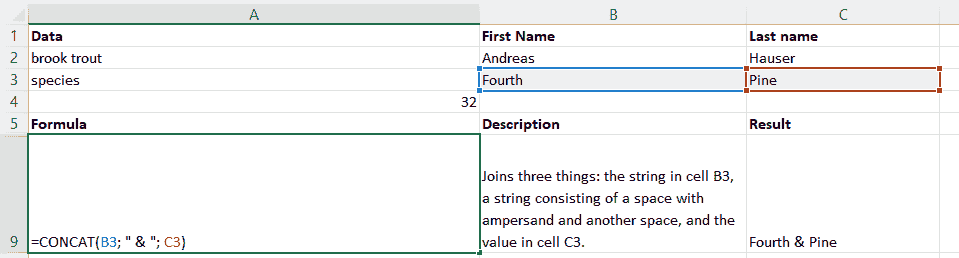 A B C
1 Data First Name Last name
2 brook trout Andreas Hauser
3 species Fourth Pine
4 32
5 Formula Description Result
Joins three things: the string in cell B3,
a string consisting of a space with
ampersand and another space, and the
9 =CONCAT(B3; " & "; C3) value in cell C3. Fourth & Pine